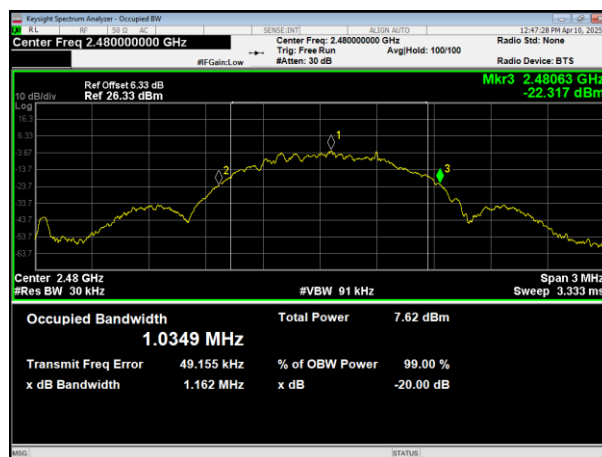 Keysight Spectrum Analyzer - Occupied BW
RL RF 50 Ω AC SENSE:INT ALIGN AUTO 12:47:28 PM Apr 10, 2025
Center Freq 2.480000000 GHz Center Freq: 2.480000000 GHz Radio Std: None
Trig: Free Run Avg|Hold: 100/100
#IFGain:Low #Atten: 30 dB Radio Device: BTS
Mkr3 2.48063 GHz
-22.317 dBm
Ref Offset 6.33 dB
10 dB/div Ref 26.33 dBm
Log
16.3
6.33
-3.67
-13.7
-23.7
-33.7
-43.7
-53.7
-63.7
1
2
3
Center 2.48 GHz Span 3 MHz
#Res BW 30 kHz #VBW 91 kHz Sweep 3.333 ms
Occupied Bandwidth Total Power 7.62 dBm
1.0349 MHz
Transmit Freq Error 49.155 kHz % of OBW Power 99.00 %
x dB Bandwidth 1.162 MHz x dB -20.00 dB
MSG STATUS